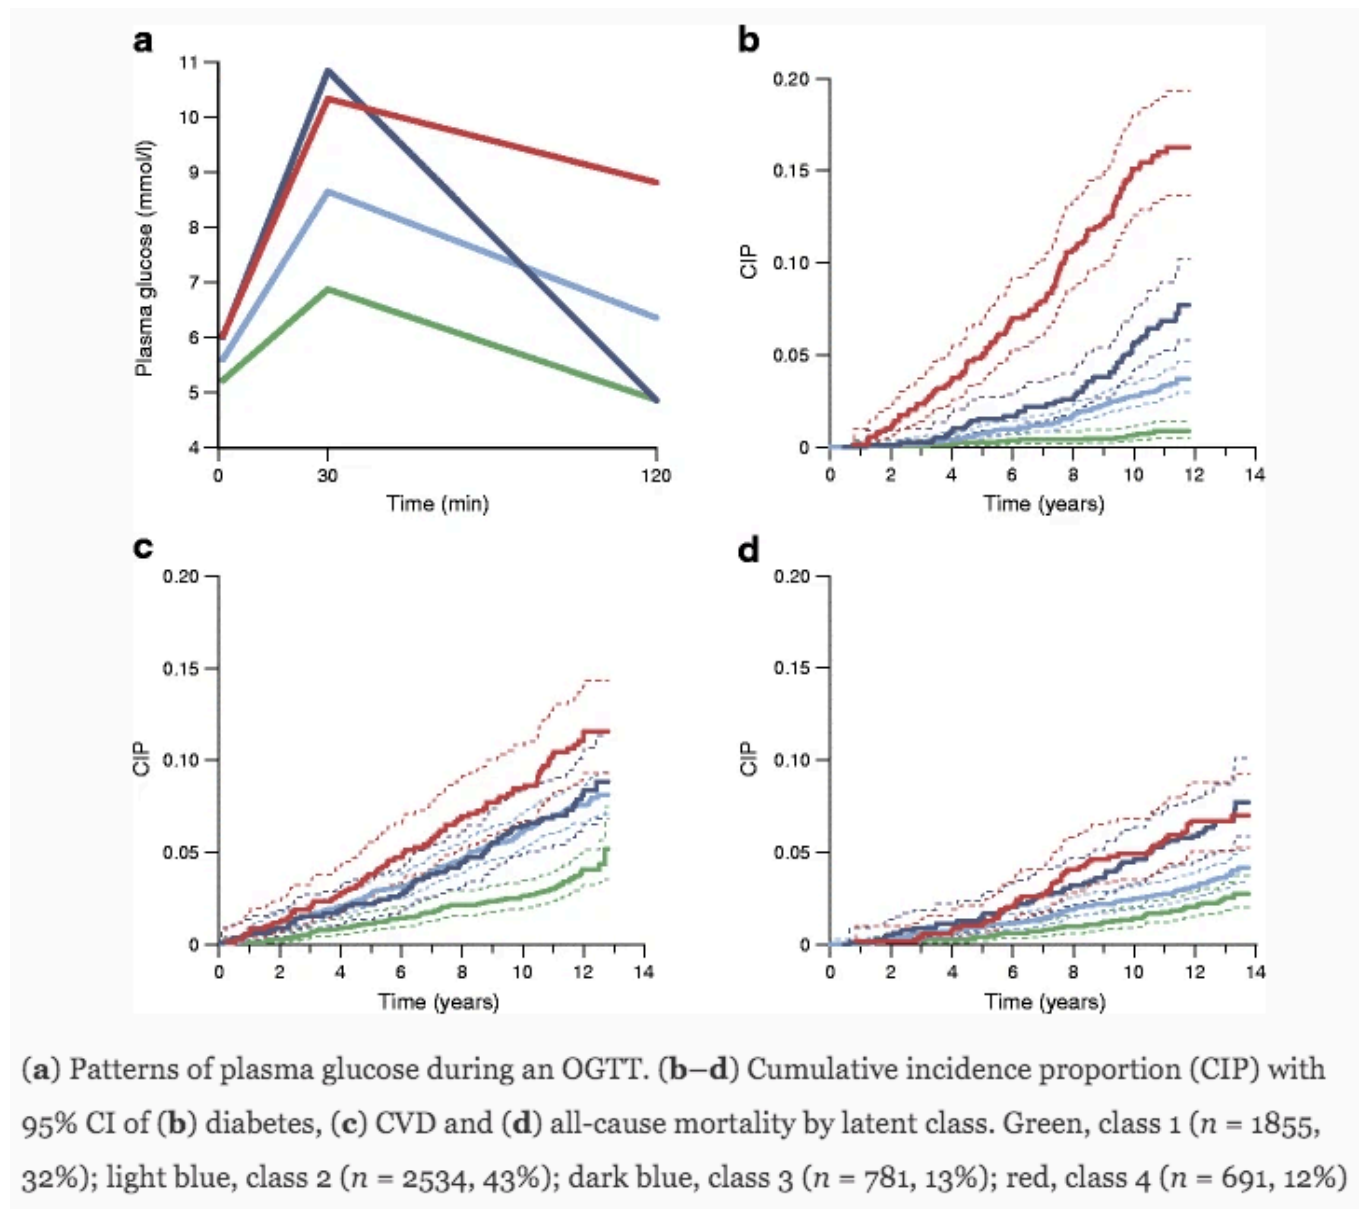 a
11
10
9
8
7
6
5
4
Plasma glucose (mmol/l)
0 30 120
Time (min)
b
0.20
0.15
0.10
0.05
0
CIP
0 2 4 6 8 10 12 14
Time (years)
c
0.20
0.15
0.10
0.05
0
CIP
0 2 4 6 8 10 12 14
Time (years)
d
0.20
0.15
0.10
0.05
0
CIP
0 2 4 6 8 10 12 14
Time (years)
(a) Patterns of plasma glucose during an OGTT. (b–d) Cumulative incidence proportion (CIP) with
95% CI of (b) diabetes, (c) CVD and (d) all-cause mortality by latent class. Green, class 1 (n = 1855,
32%); light blue, class 2 (n = 2534, 43%); dark blue, class 3 (n = 781, 13%); red, class 4 (n = 691, 12%)